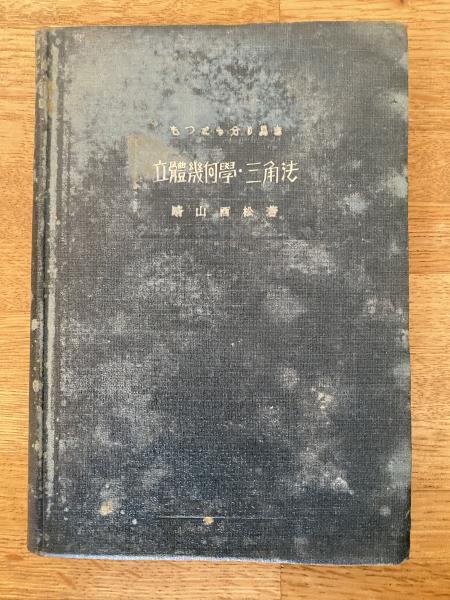 もつとも分り易き
立體幾何學・三角法
山西松著